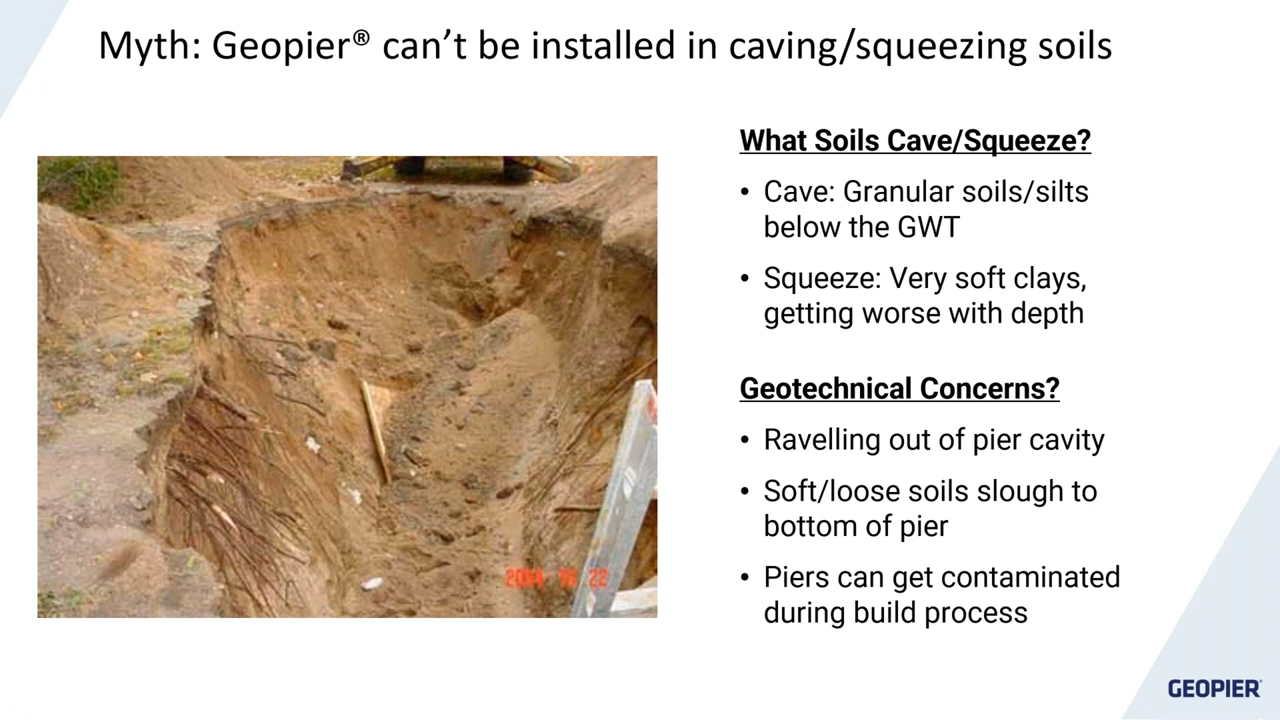 Myth: Geopier® can’t be installed in caving/squeezing soils
What Soils Cave/Squeeze?
• Cave: Granular soils/silts
below the GWT
• Squeeze: Very soft clays,
getting worse with depth
Geotechnical Concerns?
• Ravelling out of pier cavity
• Soft/loose soils slough to
bottom of pier
• Piers can get contaminated
during build process
GEOPIER®